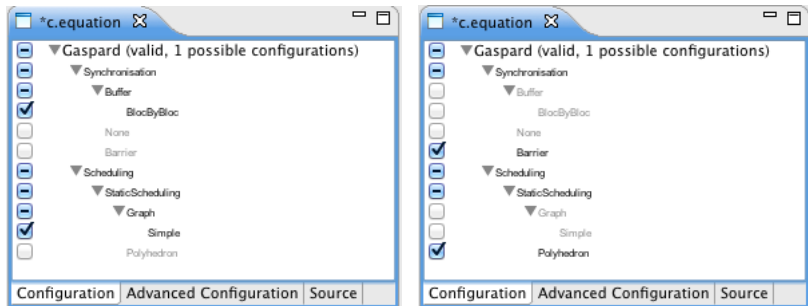 *c.equation
Gaspard (valid, 1 possible configurations)
Synchronisation
Buffer
BlocByBloc
None
Barrier
Scheduling
StaticScheduling
Graph
Simple
Polyhedron
Configuration Advanced Configuration Source
*c.equation
Gaspard (valid, 1 possible configurations)
Synchronisation
Buffer
BlocByBloc
None
Barrier
Scheduling
StaticScheduling
Graph
Simple
Polyhedron
Configuration Advanced Configuration Source